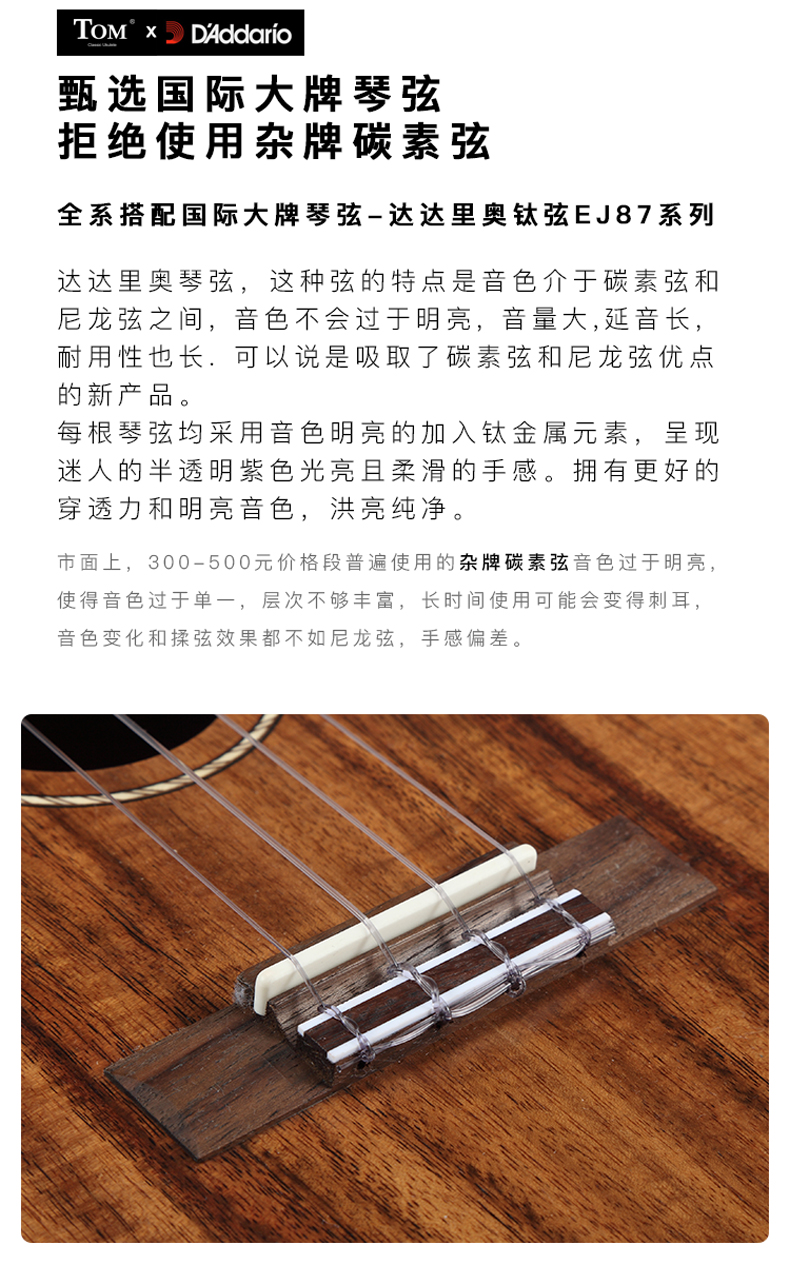 TOM® x D'Addario
Classic Ukulele
甄选国际大牌琴弦
拒绝使用杂牌碳素弦
全系搭配国际大牌琴弦-达达里奥钛弦EJ87系列
达达里奥琴弦，这种弦的特点是音色介于碳素弦和
尼龙弦之间，音色不会过于明亮，音量大,延音长，
耐用性也长. 可以说是吸取了碳素弦和尼龙弦优点
的新产品。
每根琴弦均采用音色明亮的加入钛金属元素，呈现
迷人的半透明紫色光亮且柔滑的手感。拥有更好的
穿透力和明亮音色，洪亮纯净。
市面上，300-500元价格段普遍使用的杂牌碳素弦音色过于明亮，
使得音色过于单一，层次不够丰富，长时间使用可能会变得刺耳，
音色变化和揉弦效果都不如尼龙弦，手感偏差。